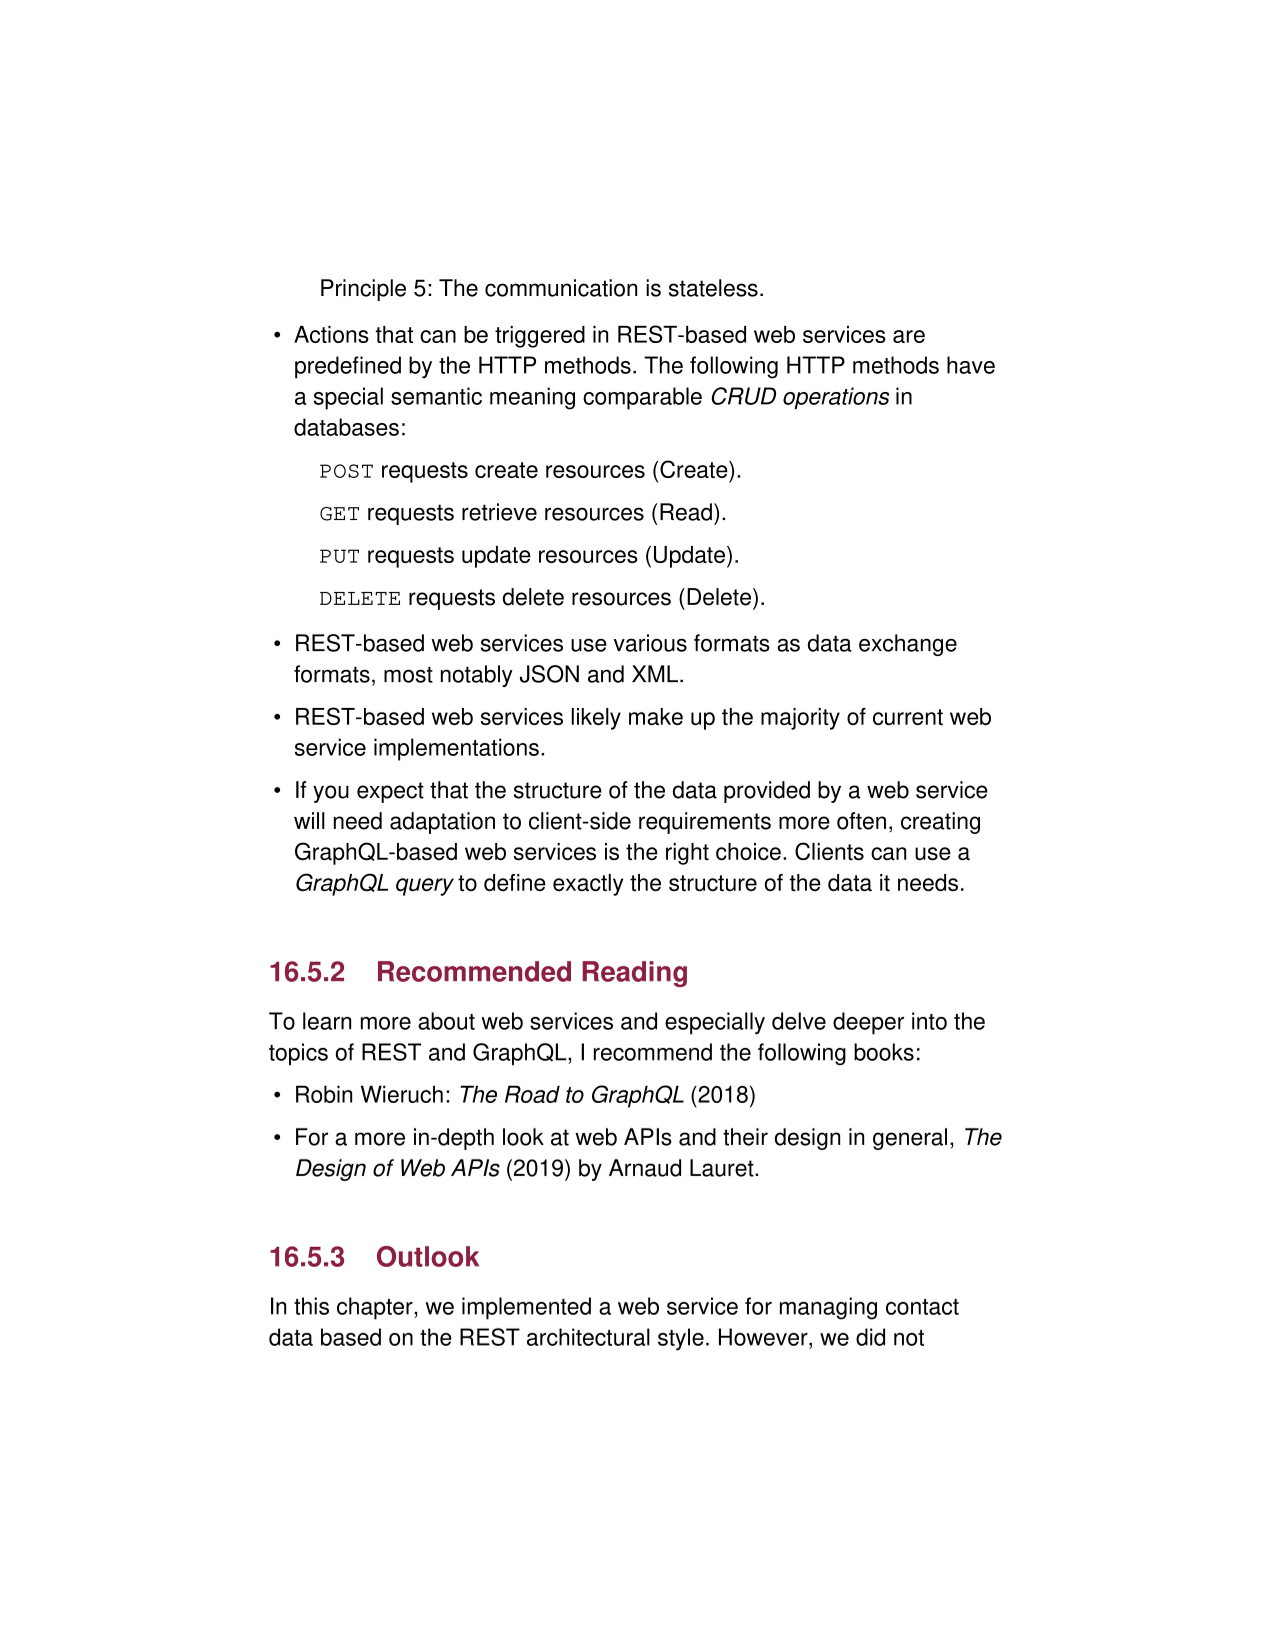 Principle 5: The communication is stateless.
• Actions that can be triggered in REST-based web services are
predefined by the HTTP methods. The following HTTP methods have
a special semantic meaning comparable CRUD operations in
databases:
POST requests create resources (Create).
GET requests retrieve resources (Read).
PUT requests update resources (Update).
DELETE requests delete resources (Delete).
• REST-based web services use various formats as data exchange
formats, most notably JSON and XML.
• REST-based web services likely make up the majority of current web
service implementations.
• If you expect that the structure of the data provided by a web service
will need adaptation to client-side requirements more often, creating
GraphQL-based web services is the right choice. Clients can use a
GraphQL query to define exactly the structure of the data it needs.
16.5.2 Recommended Reading
To learn more about web services and especially delve deeper into the
topics of REST and GraphQL, I recommend the following books:
• Robin Wieruch: The Road to GraphQL (2018)
• For a more in-depth look at web APIs and their design in general, The
Design of Web APIs (2019) by Arnaud Lauret.
16.5.3 Outlook
In this chapter, we implemented a web service for managing contact
data based on the REST architectural style. However, we did not